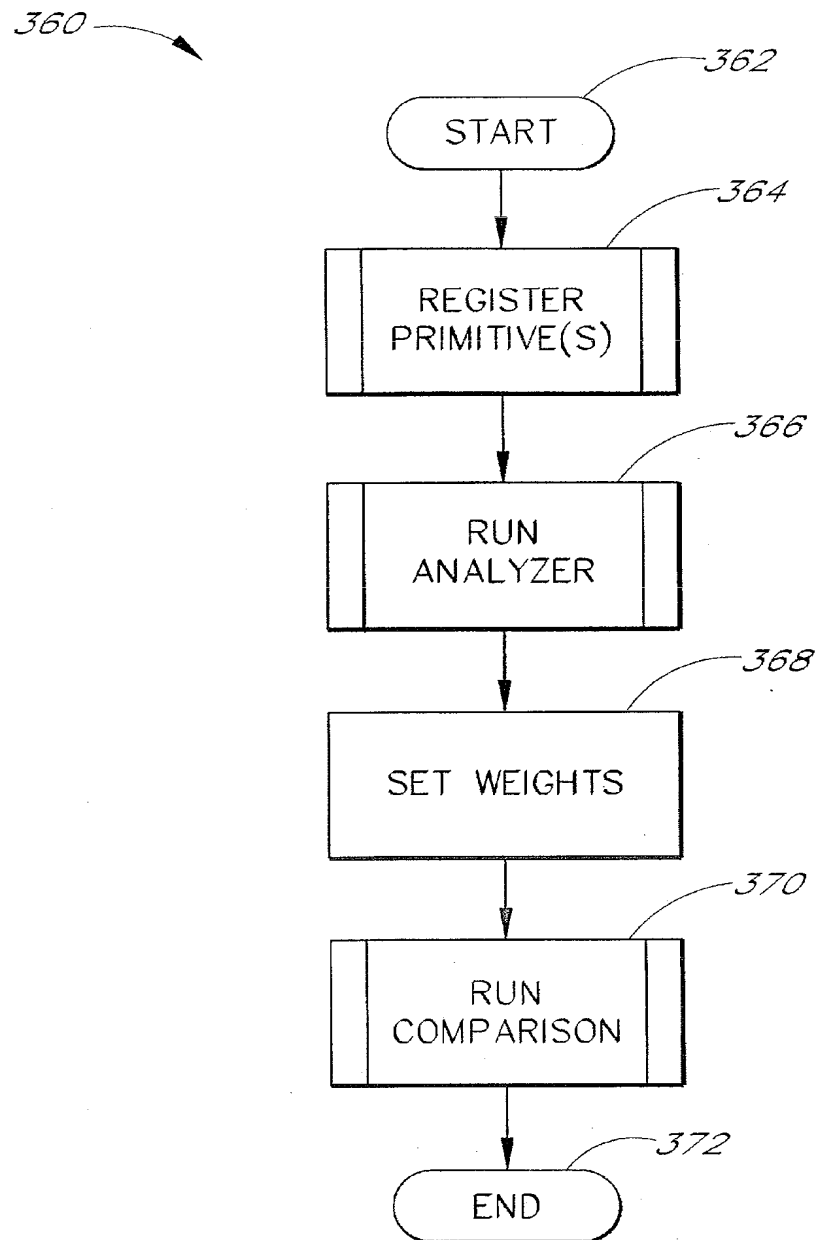 360
362
START
364
REGISTER
PRIMITIVE(S)
366
RUN
ANALYZER
368
SET WEIGHTS
370
RUN
COMPARISON
372
END